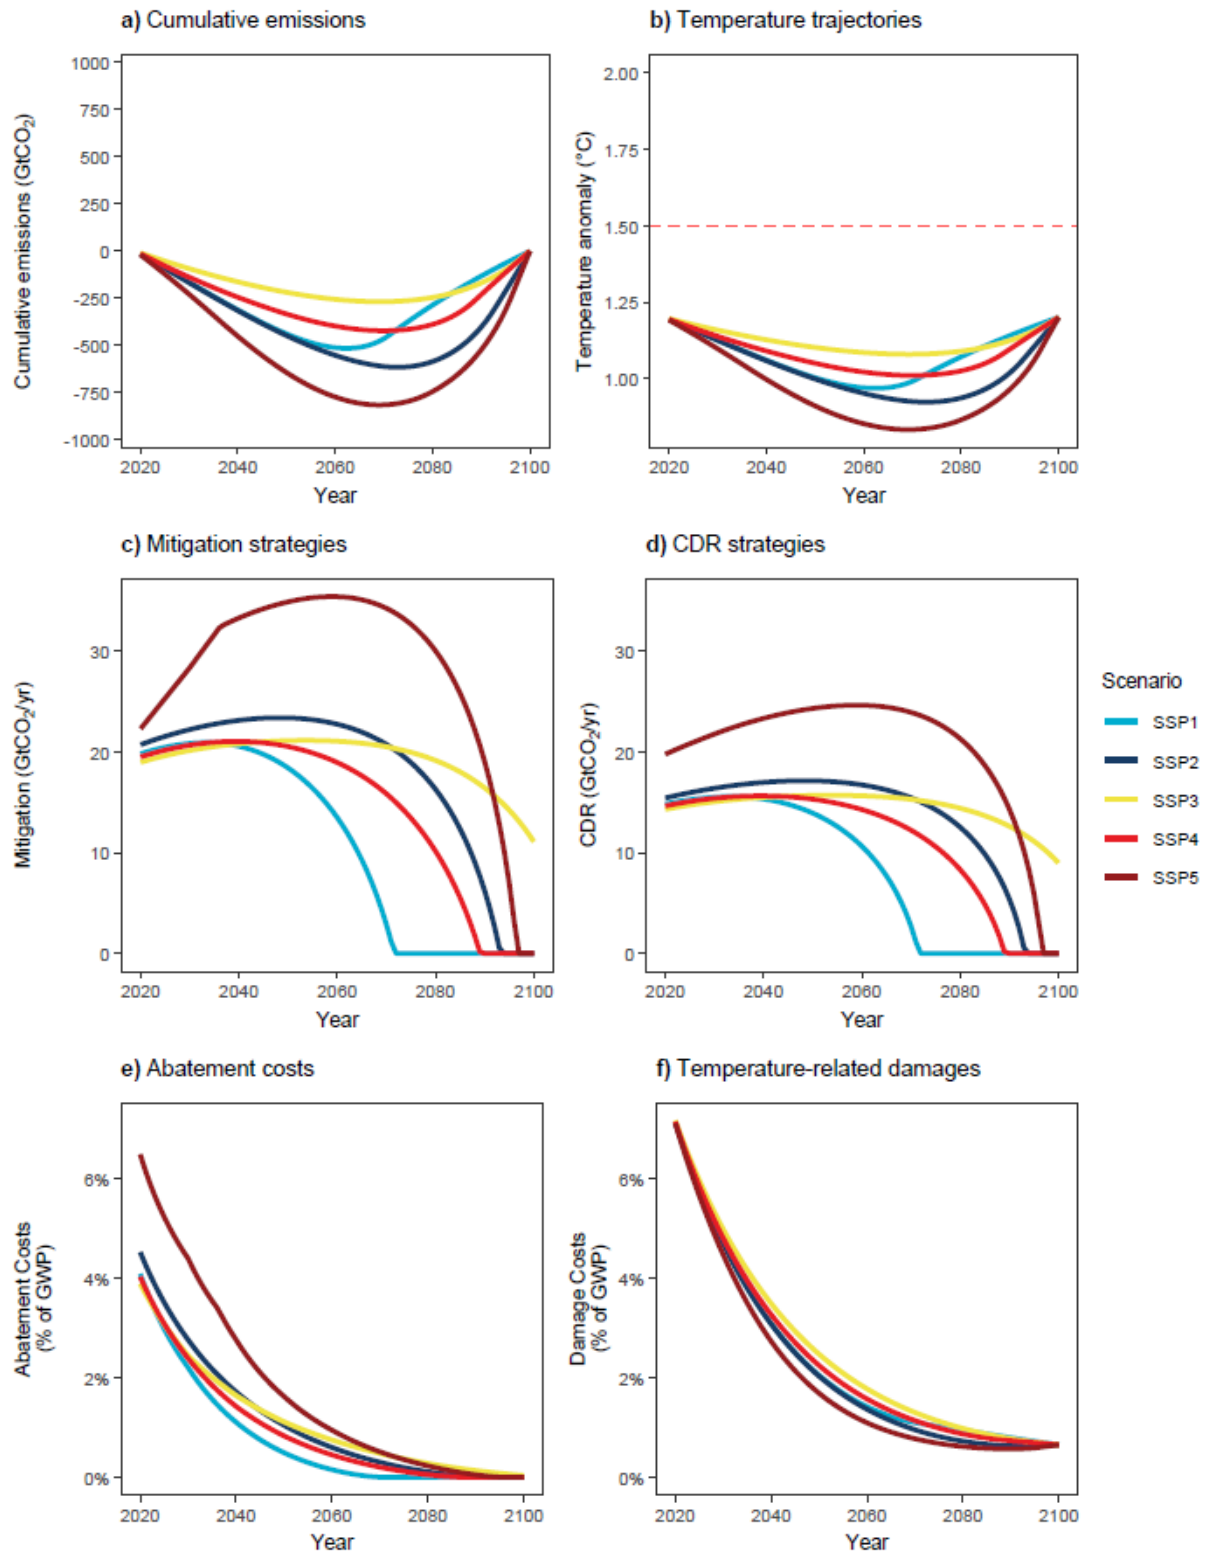 a) Cumulative emissions
b) Temperature trajectories
Cumulative emissions (GtCO₂)
1000
750
500
250
0
-250
-500
-750
-1000
2020 2040 2060 2080 2100
Year
Temperature anomaly (°C)
2.00
1.75
1.50
1.25
1.00
2020 2040 2060 2080 2100
Year
c) Mitigation strategies
d) CDR strategies
Mitigation (GtCO₂/yr)
30
20
10
0
2020 2040 2060 2080 2100
Year
CDR (GtCO₂/yr)
30
20
10
0
2020 2040 2060 2080 2100
Year
Scenario
SSP1
SSP2
SSP3
SSP4
SSP5
e) Abatement costs
f) Temperature-related damages
Abatement Costs
(% of GWP)
6%
4%
2%
0%
2020 2040 2060 2080 2100
Year
Damage Costs
(% of GWP)
6%
4%
2%
0%
2020 2040 2060 2080 2100
Year